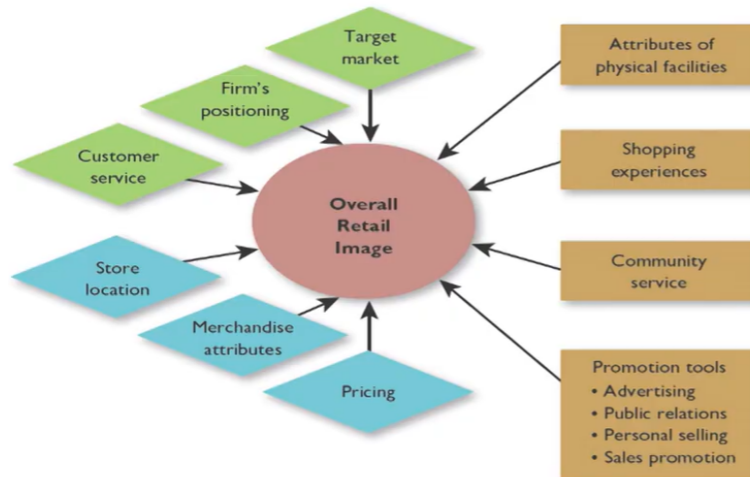 Target
market
Firm's
positioning
Customer
service
Store
location
Merchandise
attributes
Pricing
Overall
Retail
Image
Attributes of
physical facilities
Shopping
experiences
Community
service
Promotion tools
• Advertising
• Public relations
• Personal selling
• Sales promotion